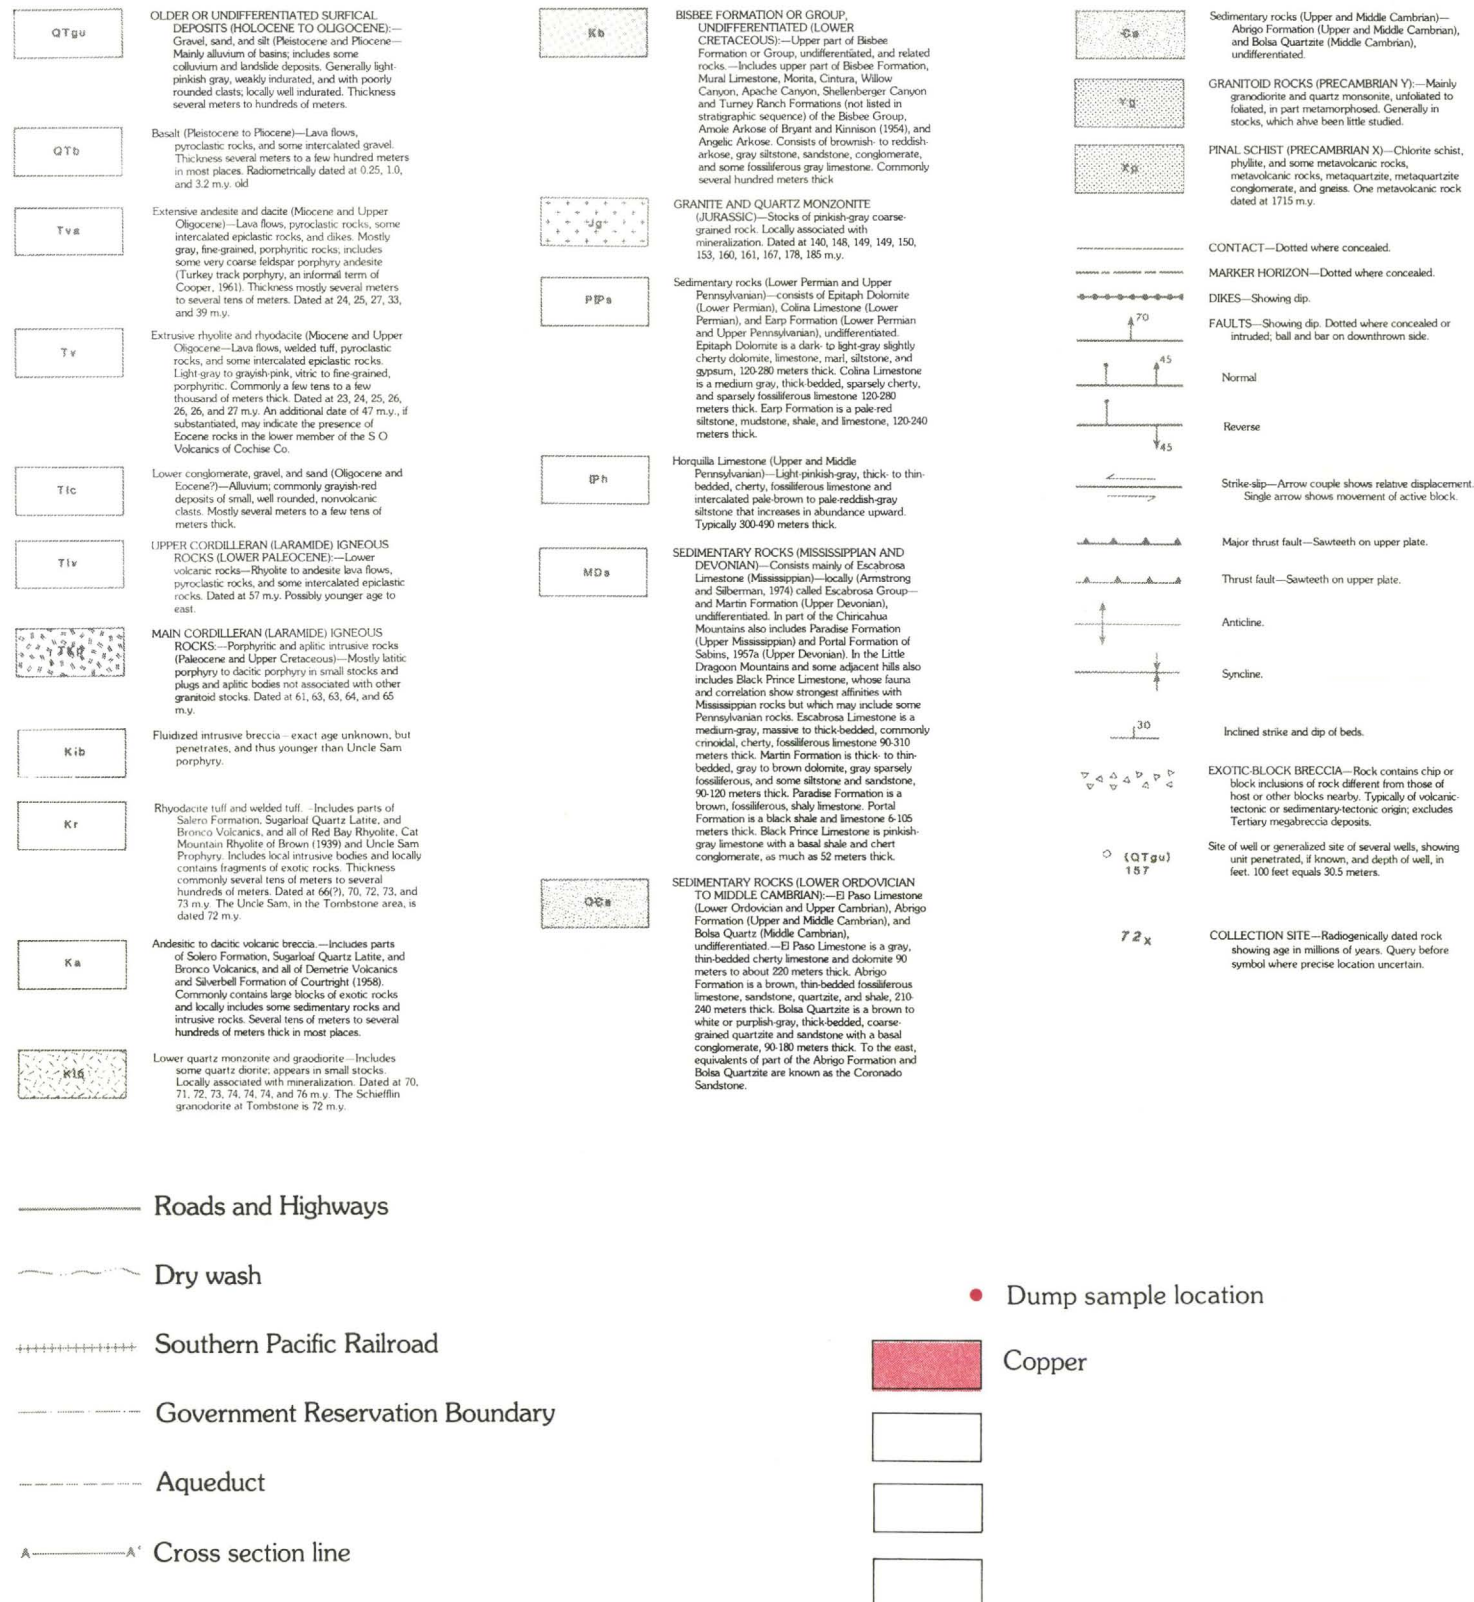 QTgu
OLDER OR UNDIFFERENTIATED SURFICAL
DEPOSITS (HOLOCENE TO OLIGOCENE):—
Gravel, sand, and silt (Pleistocene and Pliocene—
Mainly alluvium of basins; includes some
colluvium and landslide deposits. Generally light-
pinkish gray, weakly indurated, and with poorly
rounded clasts; locally well indurated. Thickness
several meters to hundreds of meters.
QTb
Basalt (Pleistocene to Pliocene)—Lava flows,
pyroclastic rocks, and some intercalated gravel.
Thickness several meters to a few hundred meters
in most places. Radiometrically dated at 0.25, 1.0,
and 3.2 m.y. old
Tva
Extensive andesite and dacite (Miocene and Upper
Oligocene)—Lava flows, pyroclastic rocks, some
intercalated epiclastic rocks, and dikes. Mostly
gray, fine-grained, porphyritic rocks; includes
some very coarse feldspar porphyry andesite
(Turkey track porphyry, an informal term of
Cooper, 1961). Thickness mostly several meters
to several tens of meters. Dated at 24, 25, 27, 33,
and 39 m.y.
Tv
Extrusive rhyolite and rhyodacite (Miocene and Upper
Oligocene—Lava flows, welded tuff, pyroclastic
rocks, and some intercalated epiclastic rocks.
Light-gray to grayish-pink, vitric to fine-grained,
porphyritic. Commonly a few tens to a few
thousand of meters thick. Dated at 23, 24, 25, 26,
26, 26, and 27 m.y. An additional date of 47 m.y., if
substantiated, may indicate the presence of
Eocene rocks in the lower member of the S O
Volcanics of Cochise Co.
Tlc
Lower conglomerate, gravel, and sand (Oligocene and
Eocene?)—Alluvium; commonly grayish-red
deposits of small, well rounded, nonvolcanic
clasts. Mostly several meters to a few tens of
meters thick.
Tlv
UPPER CORDILLERAN (LARAMIDE) IGNEOUS
ROCKS (LOWER PALEOCENE):—Lower
volcanic rocks—Rhyolite to andesite lava flows,
pyroclastic rocks, and some intercalated epiclastic
rocks. Dated at 57 m.y. Possibly younger age to
east.
MAIN CORDILLERAN (LARAMIDE) IGNEOUS
ROCKS:—Porphyritic and aplitic intrusive rocks
(Paleocene and Upper Cretaceous)—Mostly latitic
porphyry to dacitic porphyry in small stocks and
plugs and aplitic bodies not associated with other
granitoid stocks. Dated at 61, 63, 63, 64, and 65
m.y.
Kib
Fluidized intrusive breccia—exact age unknown, but
penetrates, and thus younger than Uncle Sam
porphyry.
Kr
Rhyodacite tuff and welded tuff. –Includes parts of
Salero Formation, Sugarloaf Quartz Latite, and
Bronco Volcanics, and all of Red Bay Rhyolite, Cat
Mountain Rhyolite of Brown (1939) and Uncle Sam
Prophyry. Includes local intrusive bodies and locally
contains fragments of exotic rocks. Thickness
commonly several tens of meters to several
hundreds of meters. Dated at 66(?), 70, 72, 73, and
73 m.y. The Uncle Sam, in the Tombstone area, is
dated 72 m.y.
Ka
Andesitic to dacitic volcanic breccia.—Includes parts
of Solero Formation, Sugarloaf Quartz Latite, and
Bronco Volcanics, and all of Demetrie Volcanics
and Silverbell Formation of Courtright (1958).
Commonly contains large blocks of exotic rocks
and locally includes some sedimentary rocks and
intrusive rocks. Several tens of meters to several
hundreds of meters thick in most places.
Lower quartz monzonite and graodiorite—Includes
some quartz diorite; appears in small stocks.
Locally associated with mineralization. Dated at 70,
71, 72, 73, 74, 74, 74, and 76 m.y. The Schiefflin
granodorite at Tombstone is 72 m.y.
Kb
BISBEE FORMATION OR GROUP,
UNDIFFERENTIATED (LOWER
CRETACEOUS):—Upper part of Bisbee
Formation or Group, undifferentiated, and related
rocks.—Includes upper part of Bisbee Formation,
Mural Limestone, Morita, Cintura, Willow
Canyon, Apache Canyon, Shellenberger Canyon
and Turney Ranch Formations (not listed in
stratigraphic sequence) of the Bisbee Group,
Amole Arkose of Bryant and Kinnison (1954), and
Angelic Arkose. Consists of brownish- to reddish-
arkose, gray siltstone, sandstone, conglomerate,
and some fossiliferous gray limestone. Commonly
several hundred meters thick
Jg
GRANITE AND QUARTZ MONZONITE
(JURASSIC)—Stocks of pinkish-gray coarse-
grained rock. Locally associated with
mineralization. Dated at 140, 148, 149, 149, 150,
153, 160, 161, 167, 178, 185 m.y.
PIPs
Sedimentary rocks (Lower Permian and Upper
Pennsylvanian)—consists of Epitaph Dolomite
(Lower Permian), Colina Limestone (Lower
Permian), and Earp Formation (Lower Permian
and Upper Pennsylvanian), undifferentiated.
Epitaph Dolomite is a dark- to light-gray slightly
cherty dolomite, limestone, marl, siltstone, and
gypsum, 120-280 meters thick. Colina Limestone
is a medium gray, thick-bedded, sparsely cherty,
and sparsely fossiliferous limestone 120-280
meters thick. Earp Formation is a pale-red
siltstone, mudstone, shale, and limestone, 120-240
meters thick.
IPh
Horquilla Limestone (Upper and Middle
Pennsylvanian)—Light-pinkish-gray, thick- to thin-
bedded, cherty, fossiliferous limestone and
intercalated pale-brown to pale-reddish-gray
siltstone that increases in abundance upward.
Typically 300-490 meters thick.
MDs
SEDIMENTARY ROCKS (MISSISSIPPIAN AND
DEVONIAN)—Consists mainly of Escabrosa
Limestone (Mississippian)—locally (Armstrong
and Silberman, 1974) called Escabrosa Group—
and Martin Formation (Upper Devonian),
undifferentiated. In part of the Chiricahua
Mountains also includes Paradise Formation
(Upper Mississippian) and Portal Formation of
Sabins, 1957a (Upper Devonian). In the Little
Dragoon Mountains and some adjacent hills also
includes Black Prince Limestone, whose fauna
and correlation show strongest affinities with
Mississippian rocks but which may include some
Pennsylvanian rocks. Escabrosa Limestone is a
medium-gray, massive to thick-bedded, commonly
crinoidal, cherty, fossiliferous limestone 90-310
meters thick. Martin Formation is thick- to thin-
bedded, gray to brown dolomite, gray sparsely
fossiliferous, and some siltstone and sandstone,
90-120 meters thick. Paradise Formation is a
brown, fossiliferous, shaly limestone. Portal
Formation is a black shale and limestone 6-105
meters thick. Black Prince Limestone is pinkish-
gray limestone with a basal shale and chert
conglomerate, as much as 52 meters thick.
O€s
SEDIMENTARY ROCKS (LOWER ORDOVICIAN
TO MIDDLE CAMBRIAN):—El Paso Limestone
(Lower Ordovician and Upper Cambrian), Abrigo
Formation (Upper and Middle Cambrian), and
Bolsa Quartz (Middle Cambrian),
undifferentiated.—El Paso Limestone is a gray,
thin-bedded cherty limestone and dolomite 90
meters to about 220 meters thick. Abrigo
Formation is a brown, thin-bedded fossiliferous
limestone, sandstone, quartzite, and shale, 210-
240 meters thick. Bolsa Quartzite is a brown to
white or purplish-gray, thick-bedded, coarse-
grained quartzite and sandstone with a basal
conglomerate, 90-180 meters thick. To the east,
equivalents of part of the Abrigo Formation and
Bolsa Quartzite are known as the Coronado
Sandstone.
€s
Sedimentary rocks (Upper and Middle Cambrian)—
Abrigo Formation (Upper and Middle Cambrian),
and Bolsa Quartzite (Middle Cambrian),
undifferentiated.
Yg
GRANITOID ROCKS (PRECAMBRIAN Y):—Mainly
granodiorite and quartz monsonite, unfoliated to
foliated, in part metamorphosed. Generally in
stocks, which ahve been little studied.
Xp
PINAL SCHIST (PRECAMBRIAN X)—Chlorite schist,
phyllite, and some metavolcanic rocks,
metavolcanic rocks, metaquartzite, metaquartzite
conglomerate, and gneiss. One metavolcanic rock
dated at 1715 m.y.
CONTACT—Dotted where concealed.
MARKER HORIZON—Dotted where concealed.
DIKES—Showing dip.
70
FAULTS—Showing dip. Dotted where concealed or
intruded; ball and bar on downthrown side.
45
Normal
Reverse
45
Strike-slip—Arrow couple shows relative displacement.
Single arrow shows movement of active block.
Major thrust fault—Sawteeth on upper plate.
Thrust fault—Sawteeth on upper plate.
Anticline.
Syncline.
30
Inclined strike and dip of beds.
EXOTIC-BLOCK BRECCIA—Rock contains chip or
block inclusions of rock different from those of
host or other blocks nearby. Typically of volcanic-
tectonic or sedimentary-tectonic origin; excludes
Tertiary megabreccia deposits.
(QTgu)
157
Site of well or generalized site of several wells, showing
unit penetrated, if known, and depth of well, in
feet. 100 feet equals 30.5 meters.
72x
COLLECTION SITE—Radiogenically dated rock
showing age in millions of years. Query before
symbol where precise location uncertain.
Roads and Highways
Dry wash
Southern Pacific Railroad
Government Reservation Boundary
Aqueduct
A A'
Cross section line
Dump sample location
Copper